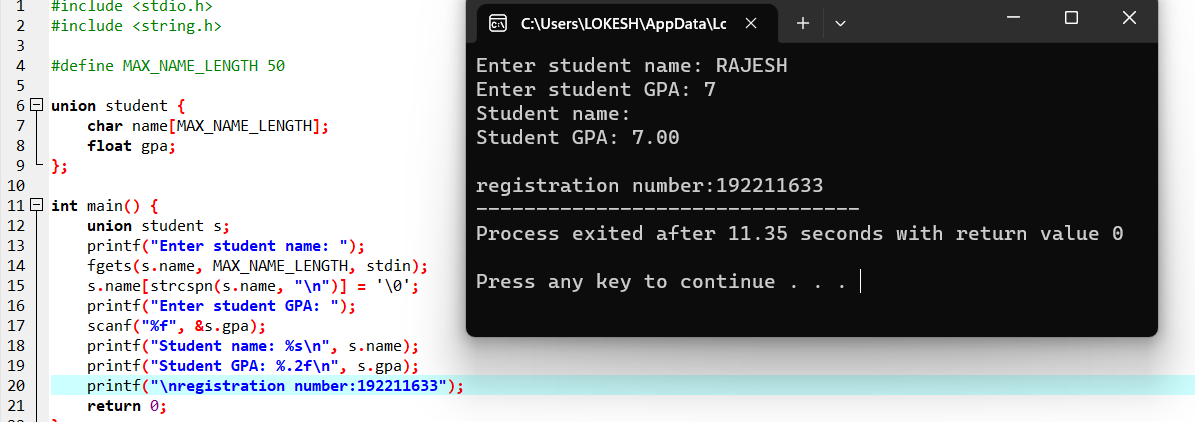 1 #include <stdio.h>
2 #include <string.h>
3
4 #define MAX_NAME_LENGTH 50
5
6 union student {
7 char name[MAX_NAME_LENGTH];
8 float gpa;
9 };
10
11 int main() {
12 union student s;
13 printf("Enter student name: ");
14 fgets(s.name, MAX_NAME_LENGTH, stdin);
15 s.name[strcspn(s.name, "\n")] = '\0';
16 printf("Enter student GPA: ");
17 scanf("%f", &s.gpa);
18 printf("Student name: %s\n", s.name);
19 printf("Student GPA: %.2f\n", s.gpa);
20 printf("\nregistration number:192211633");
21 return 0;
C:\Users\LOKESH\AppData\Lc
Enter student name: RAJESH
Enter student GPA: 7
Student name:
Student GPA: 7.00
registration number:192211633
--------------------------------
Process exited after 11.35 seconds with return value 0
Press any key to continue . . .